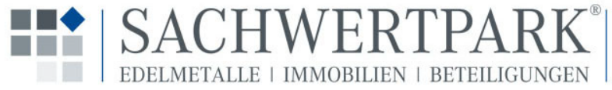 SACHWERTPARK®
EDELMETALLE | IMMOBILIEN | BETEILIGUNGEN